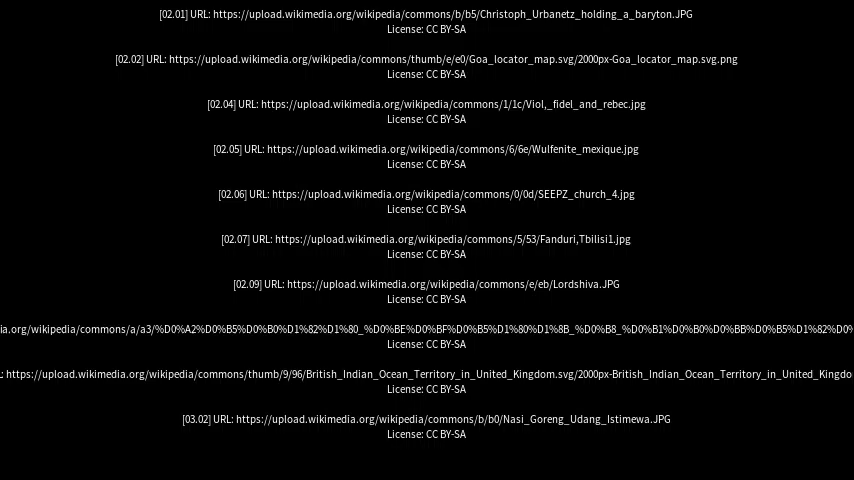 [02.01] URL: https://upload.wikimedia.org/wikipedia/commons/b/b5/Christoph_Urbanetz_holding_a_baryton.JPG
License: CC BY-SA
[02.02] URL: https://upload.wikimedia.org/wikipedia/commons/thumb/e/e0/Goa_locator_map.svg/2000px-Goa_locator_map.svg.png
License: CC BY-SA
[02.04] URL: https://upload.wikimedia.org/wikipedia/commons/1/1c/Viol,_fidel_and_rebec.jpg
License: CC BY-SA
[02.05] URL: https://upload.wikimedia.org/wikipedia/commons/6/6e/Wulfenite_mexique.jpg
License: CC BY-SA
[02.06] URL: https://upload.wikimedia.org/wikipedia/commons/0/0d/SEEPZ_church_4.jpg
License: CC BY-SA
[02.07] URL: https://upload.wikimedia.org/wikipedia/commons/5/53/Fanduri,Tbilisi1.jpg
License: CC BY-SA
[02.09] URL: https://upload.wikimedia.org/wikipedia/commons/e/eb/Lordshiva.JPG
License: CC BY-SA
ia.org/wikipedia/commons/a/a3/%D0%A2%D0%B5%D0%B0%D1%82%D1%80_%D0%BE%D0%BF%D0%B5%D1%80%D1%8B_%D0%B8_%D0%B1%D0%B0%D0%BB%D0%B5%D1%82%D0%
License: CC BY-SA
: https://upload.wikimedia.org/wikipedia/commons/thumb/9/96/British_Indian_Ocean_Territory_in_United_Kingdom.svg/2000px-British_Indian_Ocean_Territory_in_United_Kingdo
License: CC BY-SA
[03.02] URL: https://upload.wikimedia.org/wikipedia/commons/b/b0/Nasi_Goreng_Udang_Istimewa.JPG
License: CC BY-SA